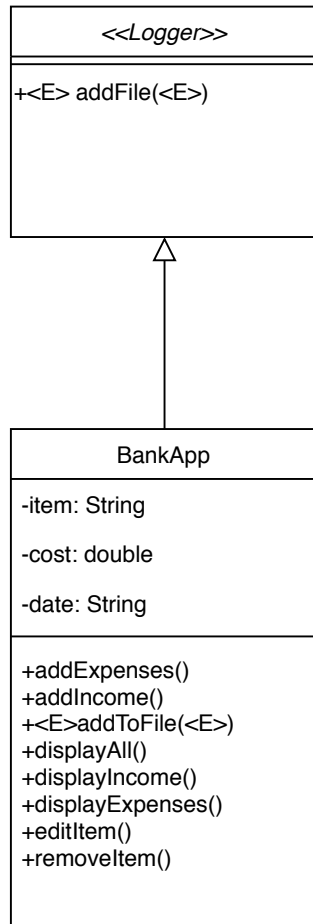 <<Logger>>
+<E> addFile(<E>)
BankApp
-item: String
-cost: double
-date: String
+addExpenses()
+addIncome()
+<E>addToFile(<E>)
+displayAll()
+displayIncome()
+displayExpenses()
+editItem()
+removeItem()